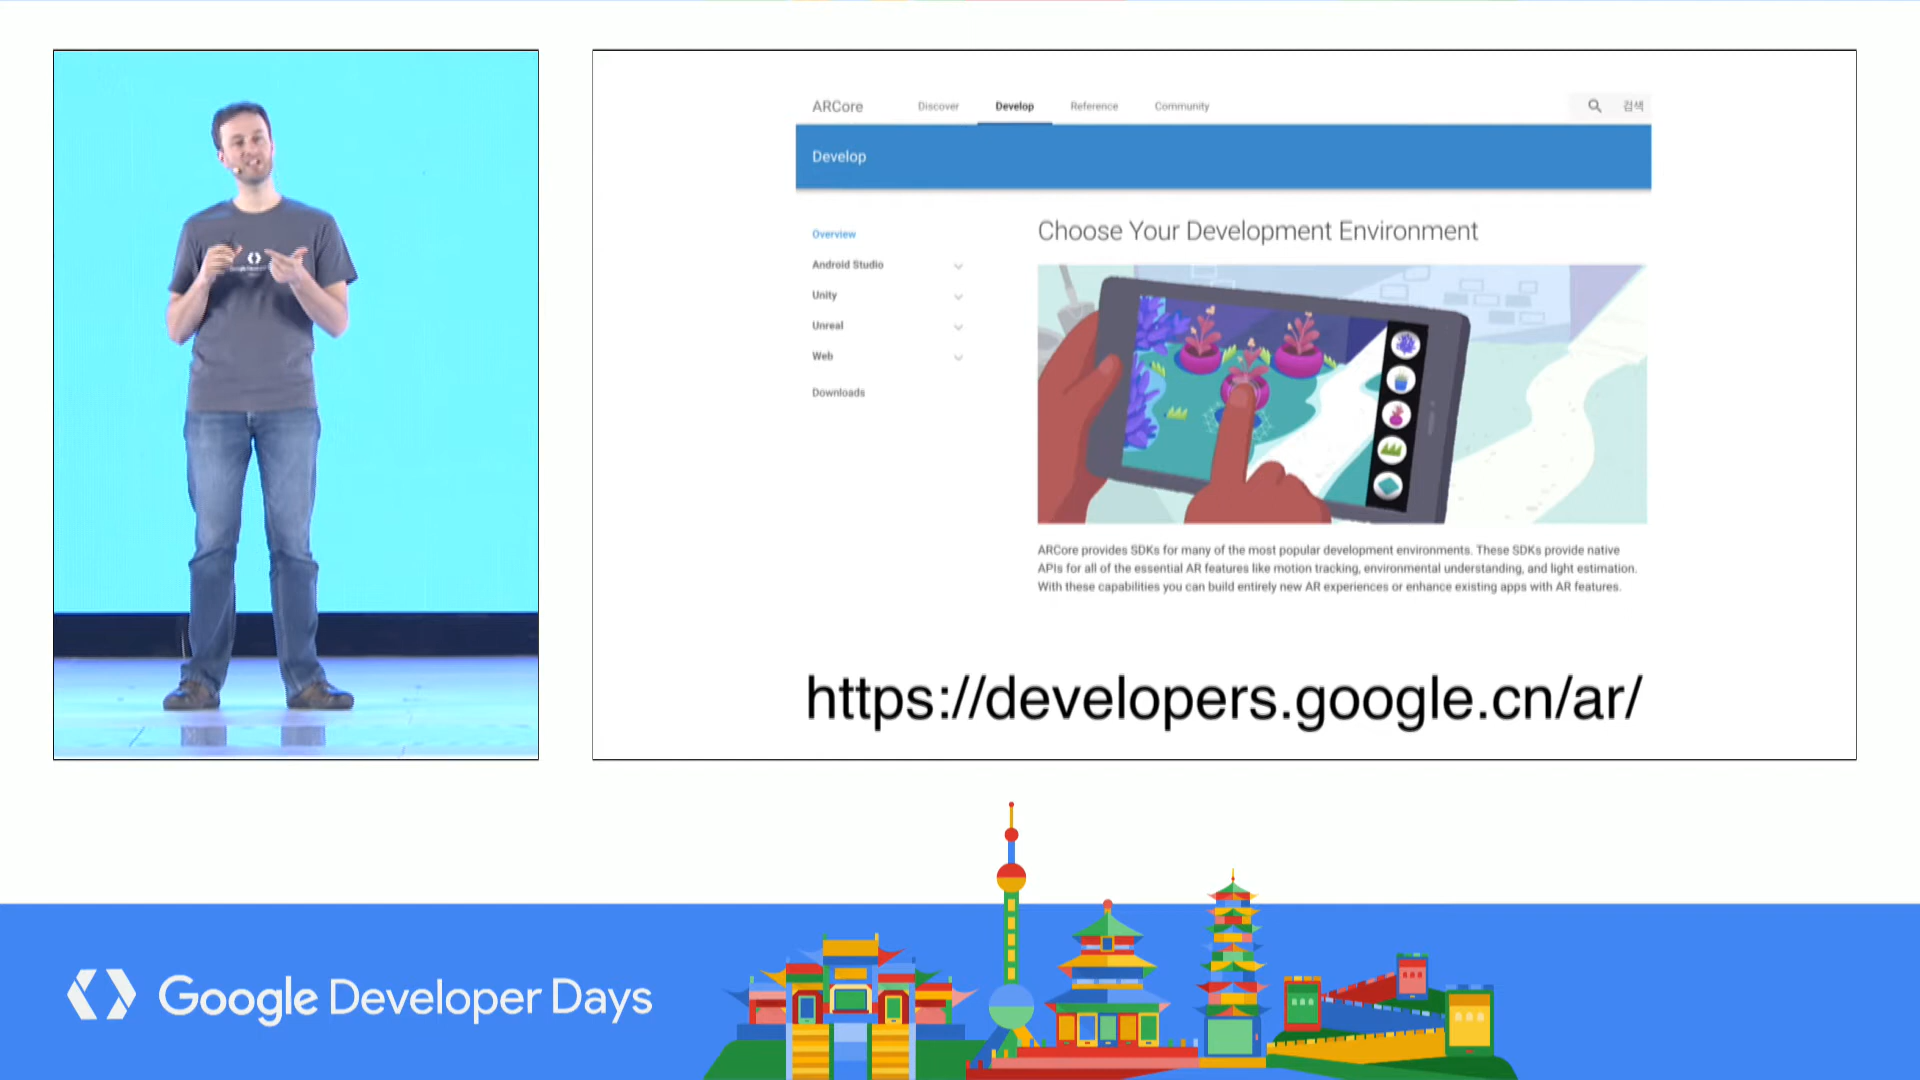 ARCore
Discover
Develop
Reference
Community
검색
Develop
Overview
Android Studio
Unity
Unreal
Web
Downloads
Choose Your Development Environment
ARCore provides SDKs for many of the most popular development environments. These SDKs provide native
APIs for all of the essential AR features like motion tracking, environmental understanding, and light estimation.
With these capabilities you can build entirely new AR experiences or enhance existing apps with AR features.
https://developers.google.cn/ar/
Google Developer Days